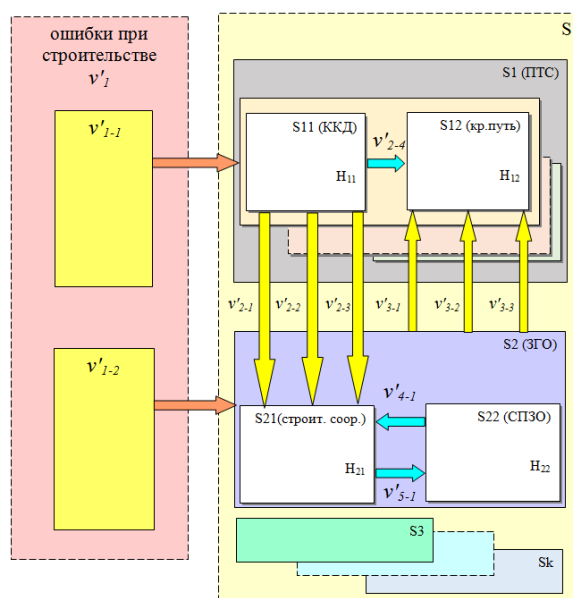 ошибки при
строительстве
v'1
v'1-1
v'1-2
S
S1 (ПТС)
S11 (ККД)
H11
v'2-4
S12 (кр.путь)
H12
v'2-1
v'2-2
v'2-3
v'3-1
v'3-2
v'3-3
S2 (ЗГО)
S21(строит. соор.)
H21
v'4-1
v'5-1
S22 (СПЗО)
H22
S3
Sk